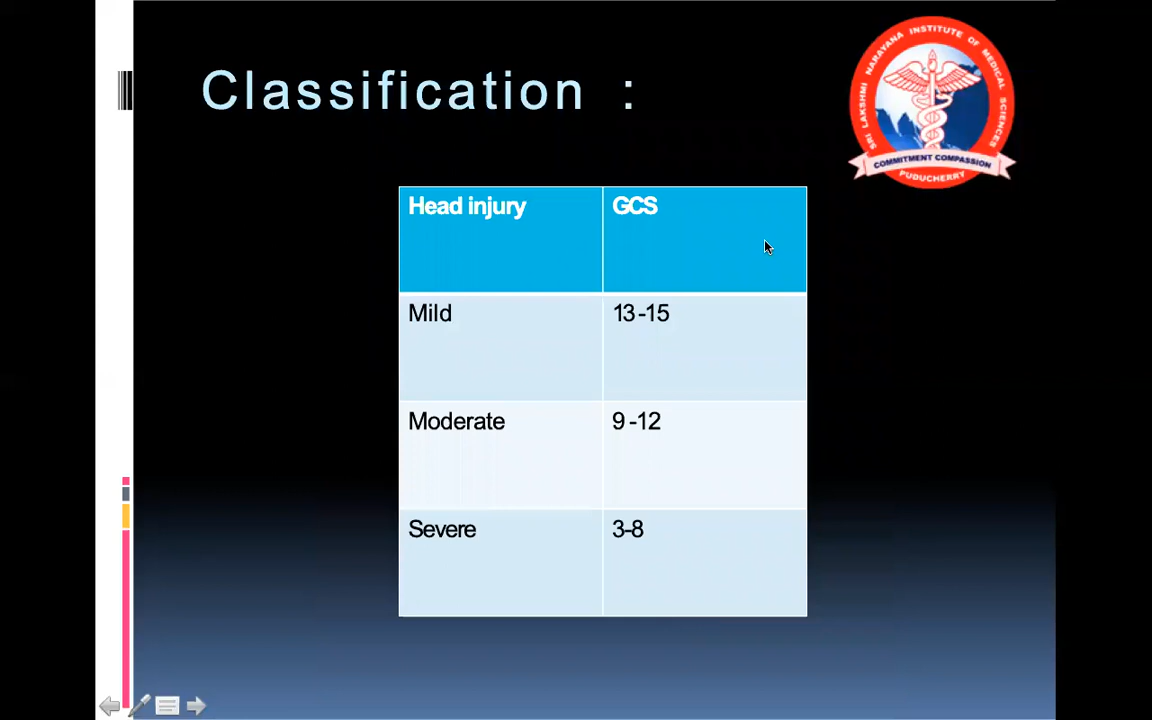 Classification :
SRI LAKSHMI NARAYANA INSTITUTE OF MEDICAL SCIENCES
COMMITMENT COMPASSION
PUDUCHERRY
Head injury GCS
Mild 13-15
Moderate 9-12
Severe 3-8